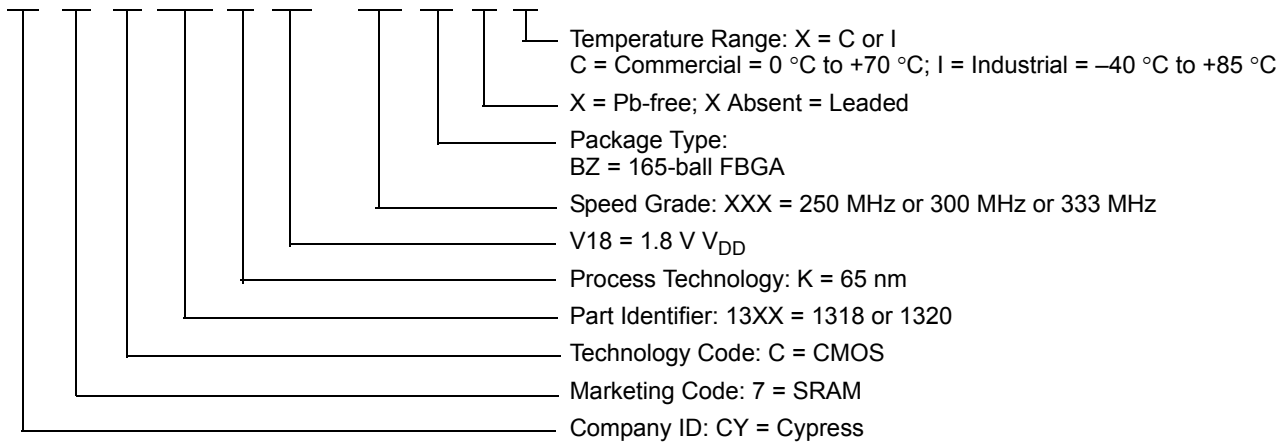 Temperature Range: X = C or I
C = Commercial = 0 °C to +70 °C; I = Industrial = –40 °C to +85 °C
X = Pb-free; X Absent = Leaded
Package Type:
BZ = 165-ball FBGA
Speed Grade: XXX = 250 MHz or 300 MHz or 333 MHz
V18 = 1.8 V VDD
Process Technology: K = 65 nm
Part Identifier: 13XX = 1318 or 1320
Technology Code: C = CMOS
Marketing Code: 7 = SRAM
Company ID: CY = Cypress